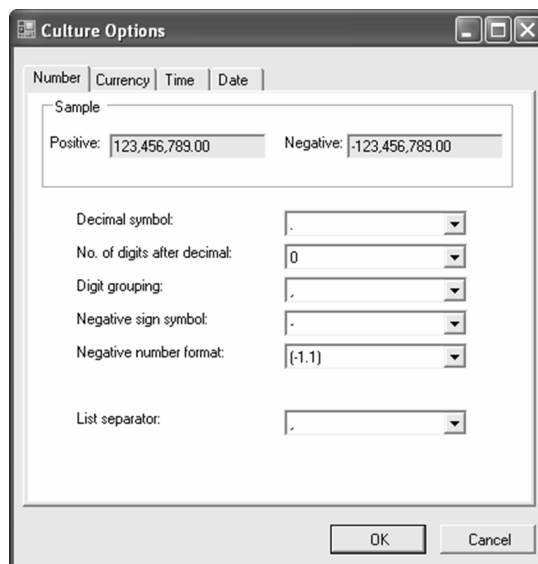 Culture Options
Number Currency Time Date
Sample
Positive: 123,456,789.00 Negative: -123,456,789.00
Decimal symbol: .
No. of digits after decimal: 0
Digit grouping: ,
Negative sign symbol: -
Negative number format: (-1.1)
List separator: ,
OK Cancel